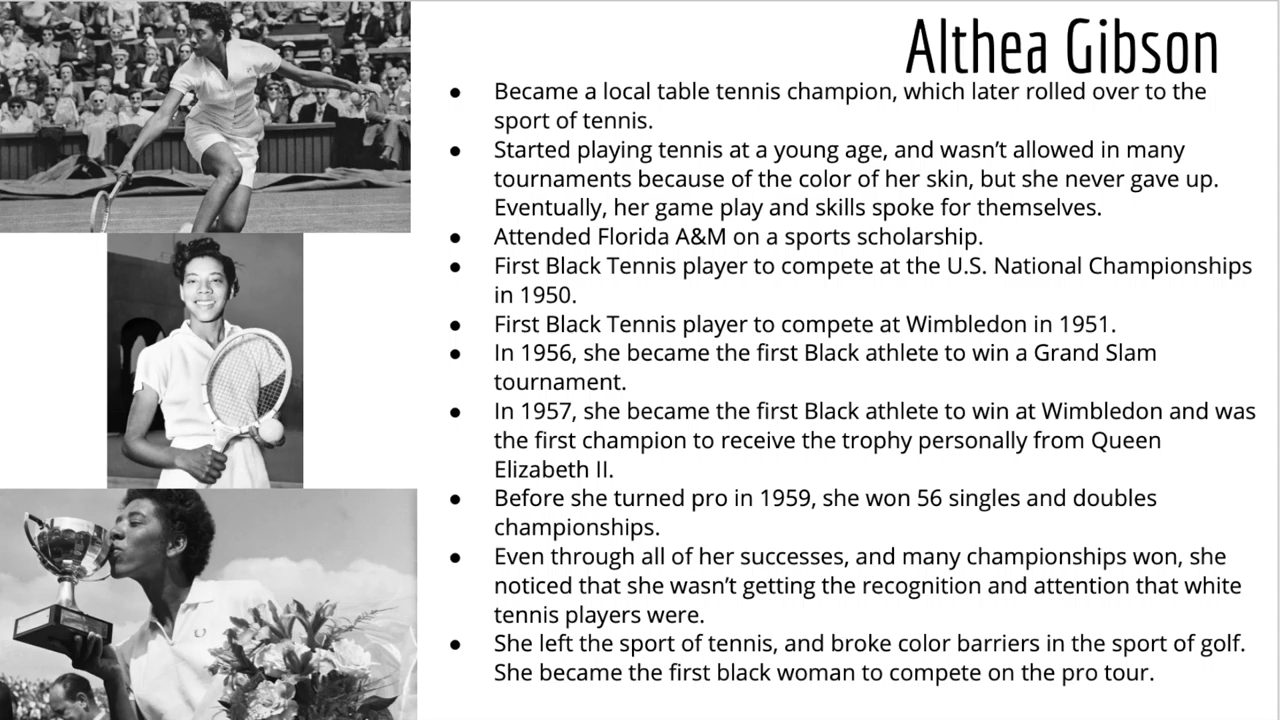 Althea Gibson
● Became a local table tennis champion, which later rolled over to the
sport of tennis.
● Started playing tennis at a young age, and wasn’t allowed in many
tournaments because of the color of her skin, but she never gave up.
Eventually, her game play and skills spoke for themselves.
● Attended Florida A&M on a sports scholarship.
● First Black Tennis player to compete at the U.S. National Championships
in 1950.
● First Black Tennis player to compete at Wimbledon in 1951.
● In 1956, she became the first Black athlete to win a Grand Slam
tournament.
● In 1957, she became the first Black athlete to win at Wimbledon and was
the first champion to receive the trophy personally from Queen
Elizabeth II.
● Before she turned pro in 1959, she won 56 singles and doubles
championships.
● Even through all of her successes, and many championships won, she
noticed that she wasn’t getting the recognition and attention that white
tennis players were.
● She left the sport of tennis, and broke color barriers in the sport of golf.
She became the first black woman to compete on the pro tour.